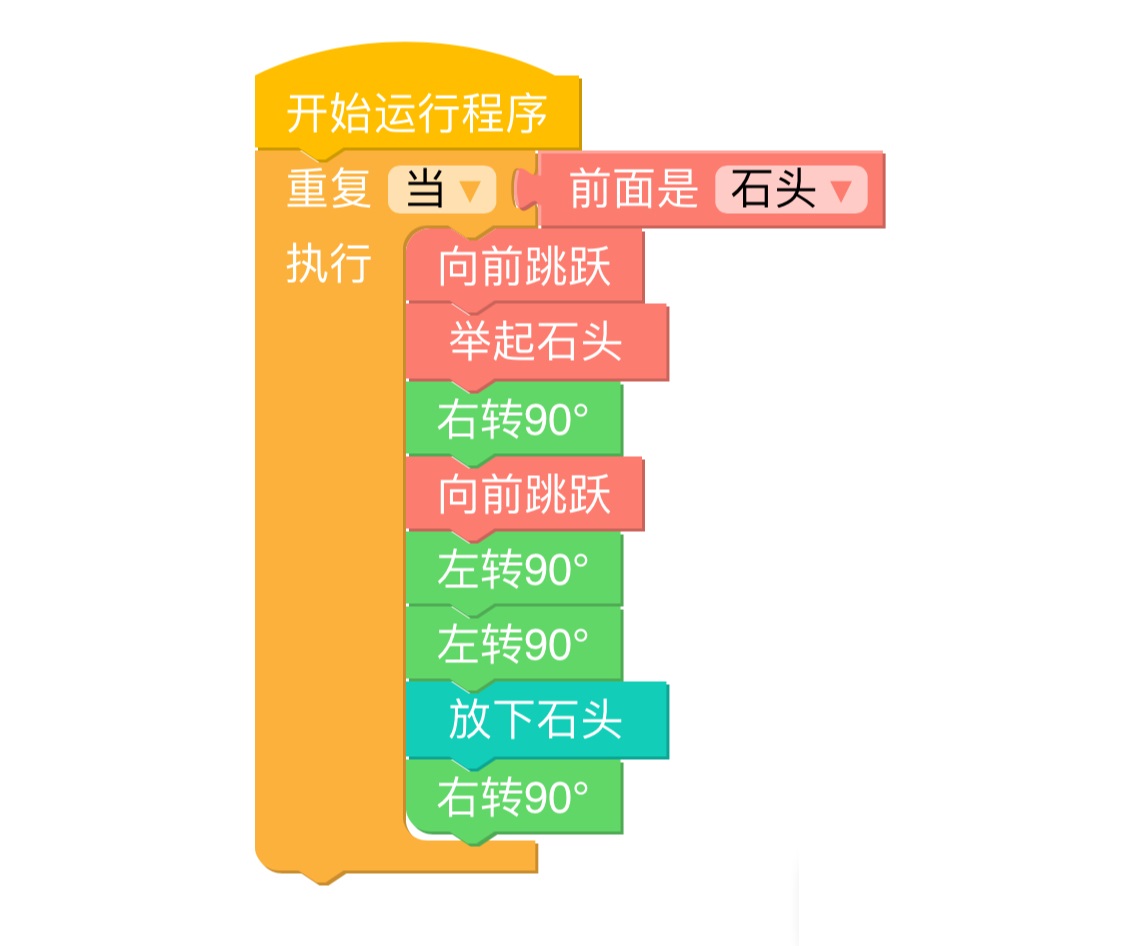 开始运行程序
重复 当▼ 前面是 石头▼
执行 向前跳跃
举起石头
右转90°
向前跳跃
左转90°
左转90°
放下石头
右转90°